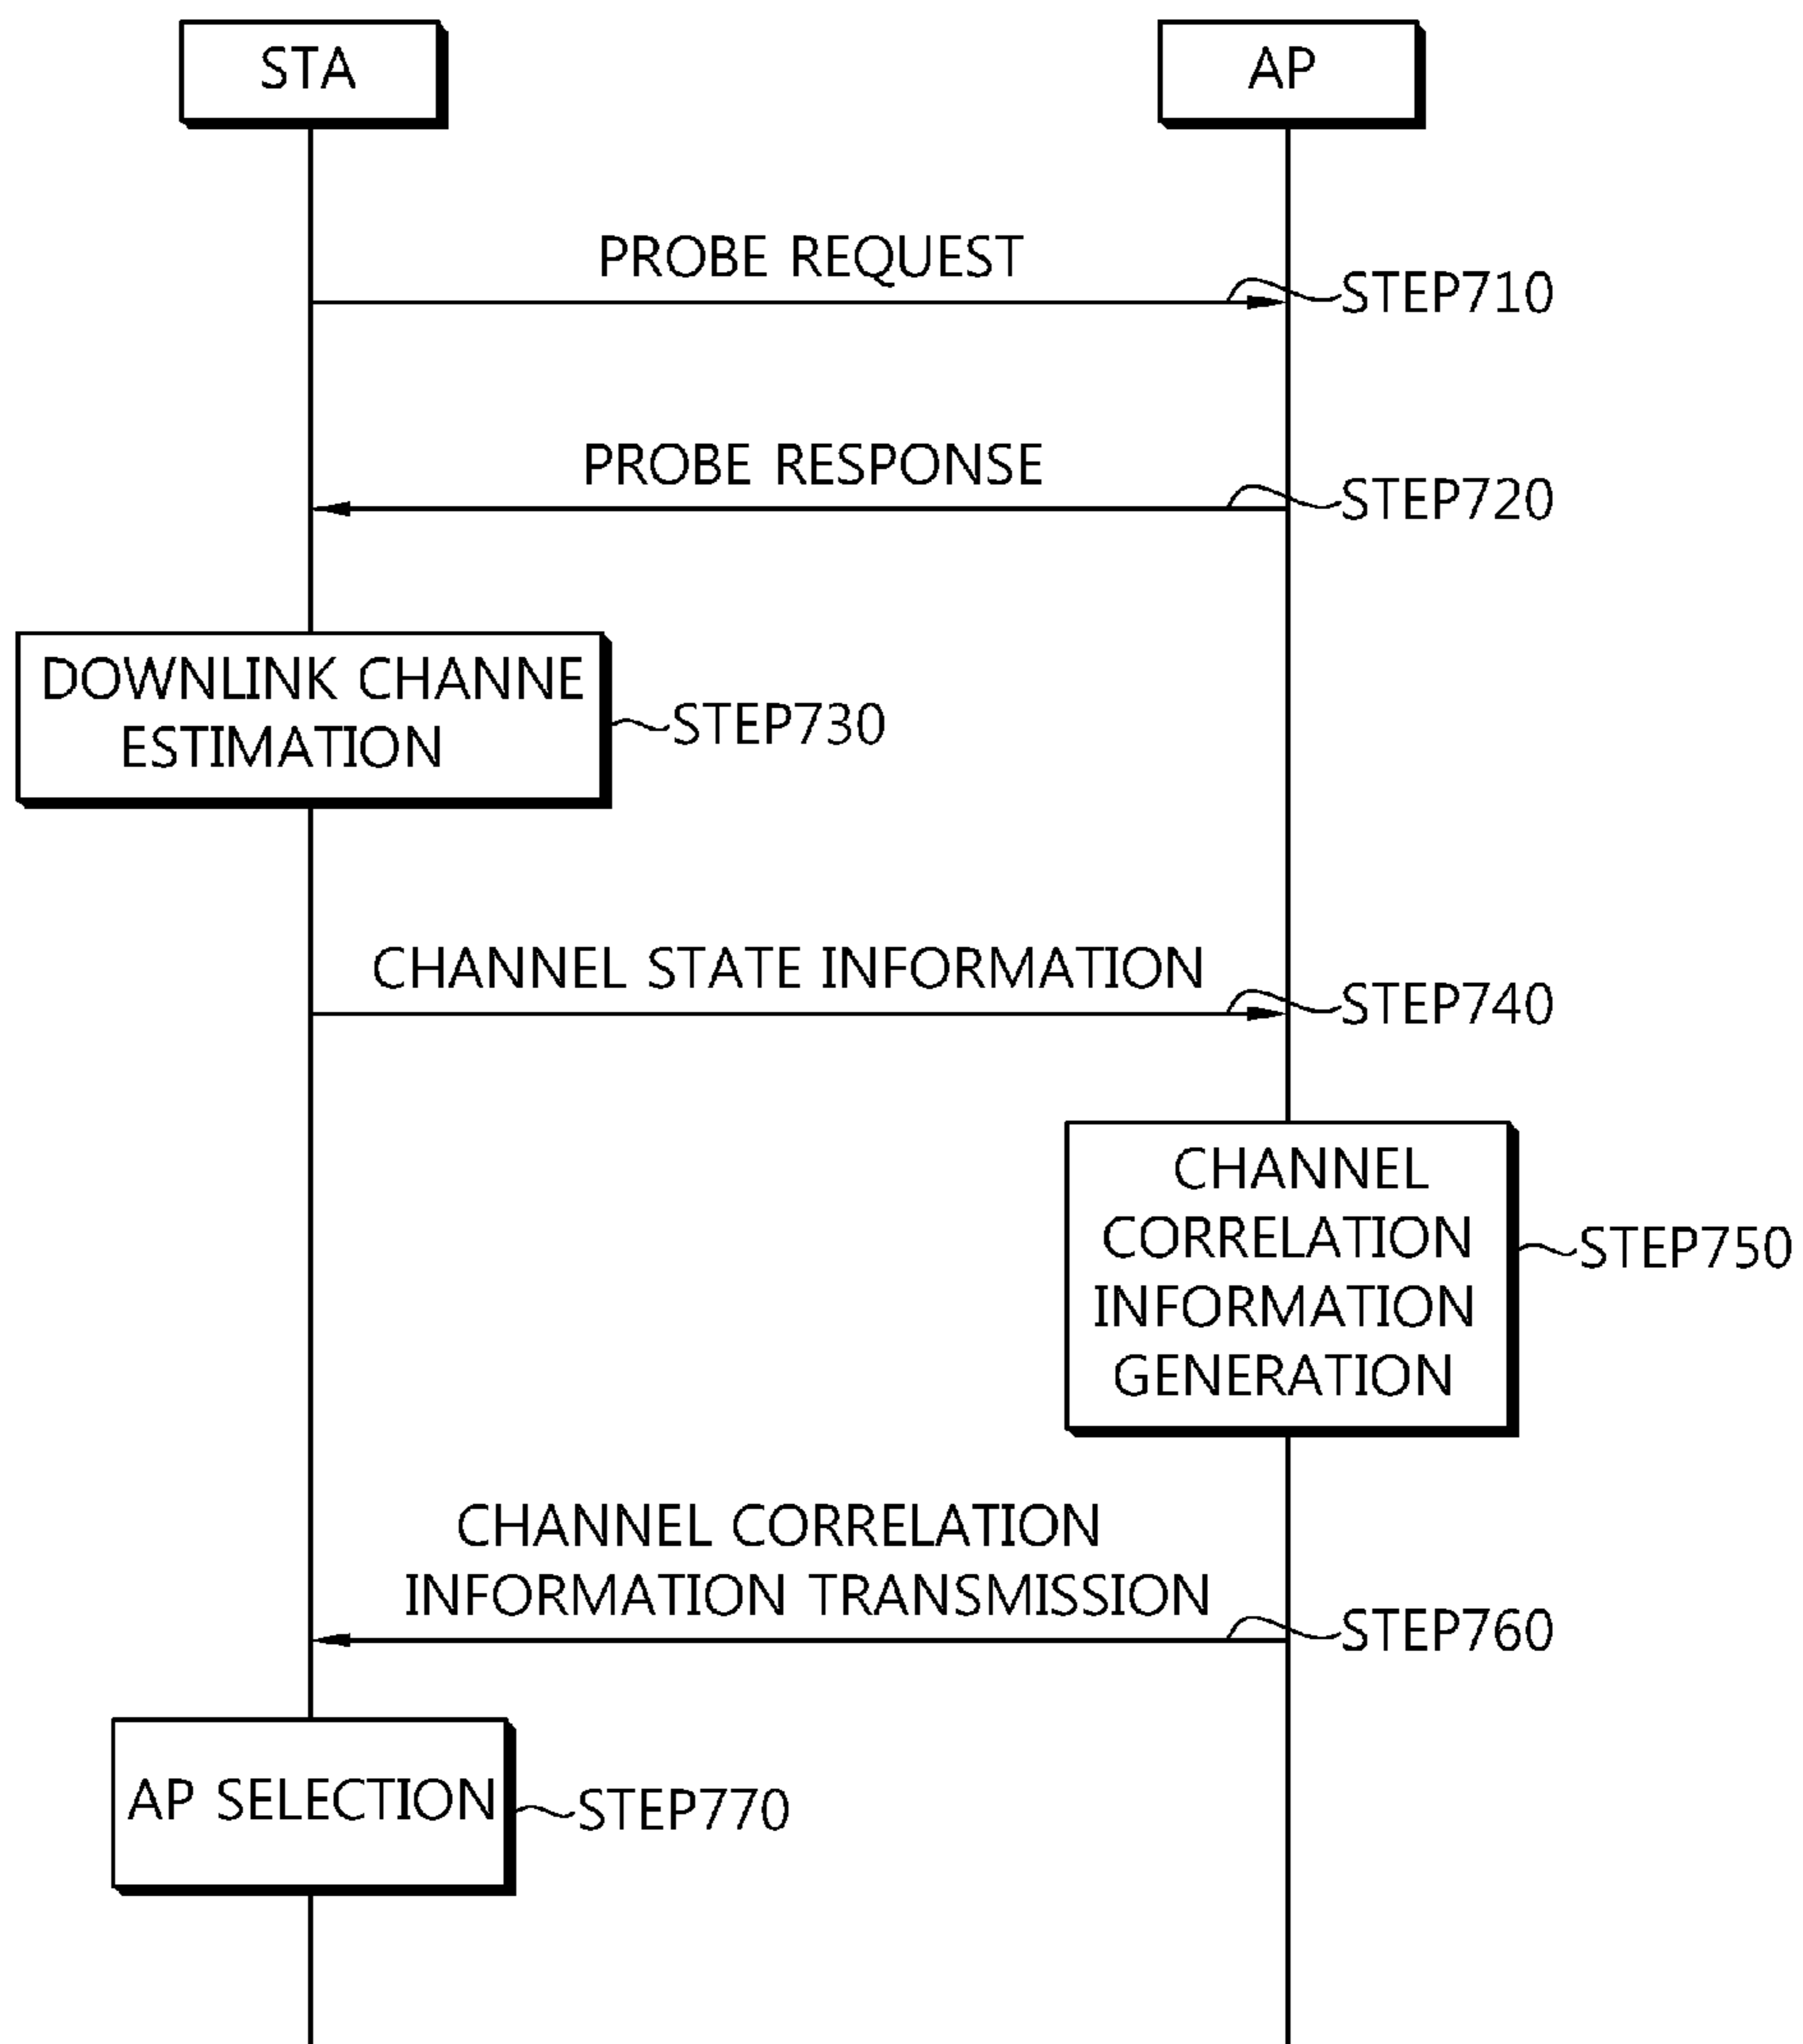 STA
AP
PROBE REQUEST
STEP710
PROBE RESPONSE
STEP720
DOWNLINK CHANNE
ESTIMATION
STEP730
CHANNEL STATE INFORMATION
STEP740
CHANNEL
CORRELATION
INFORMATION
GENERATION
STEP750
CHANNEL CORRELATION
INFORMATION TRANSMISSION
STEP760
AP SELECTION
STEP770